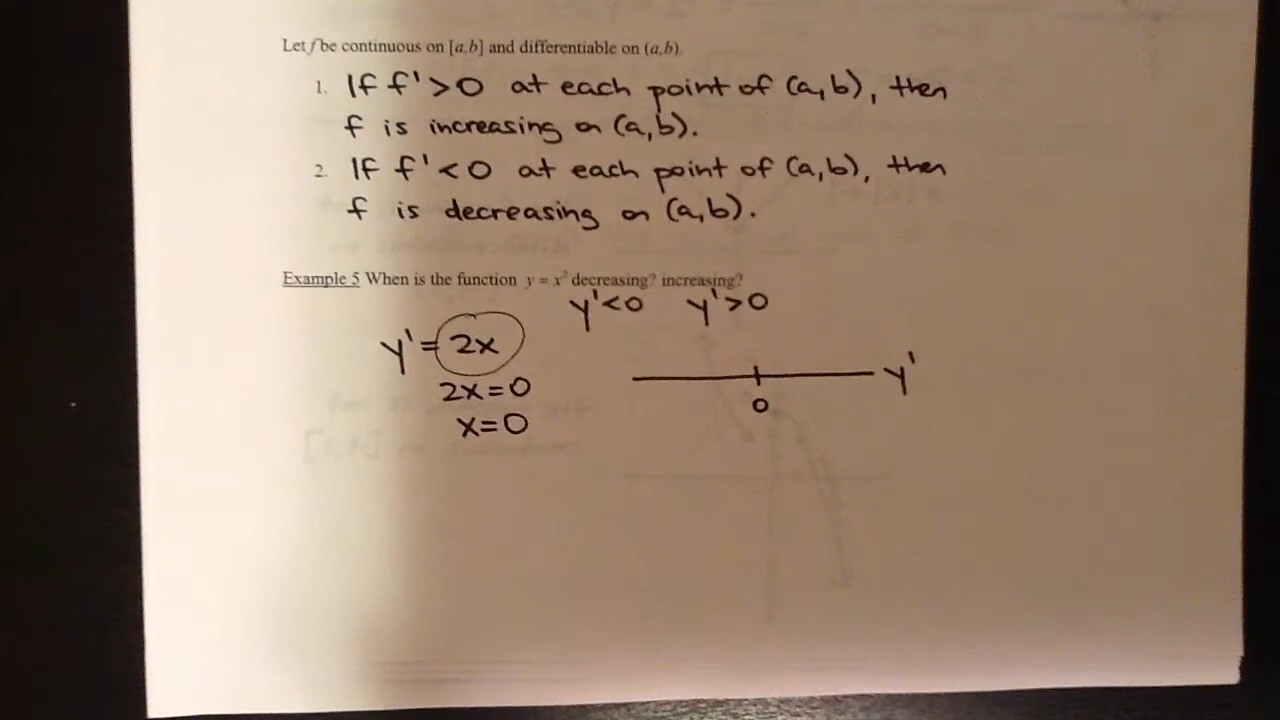 Let f be continuous on [a,b] and differentiable on (a,b).
1. If f' > 0 at each point of (a,b), then
f is increasing on (a,b).
2. If f' < 0 at each point of (a,b), then
f is decreasing on (a,b).
Example 5 When is the function y = x² decreasing? increasing?
y' < 0 y' > 0
y' = 2x
2x = 0
x = 0
y'
0